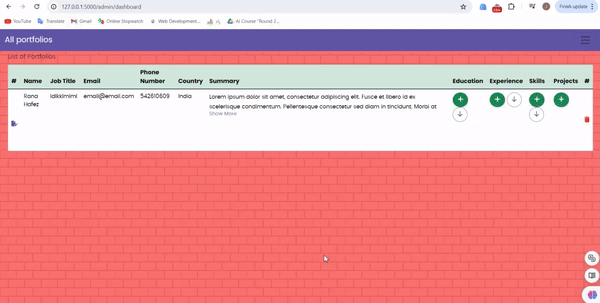 127.0.0.1:5000/admin/dashboard
Finish update
YouTube Translate Gmail Online Stopwatch Web Development... AI Course "Round 2...
All portfolios
List of Portfolios
# Name Job Title Email Phone Number Country Summary Education Experience Skills Projects #
Rana Hafez Idikkimimi email@email.com 542610609 India
Lorem ipsum dolor sit amet, consectetur adipiscing elit. Fusce et libero id ex
scelerisque condimentum. Pellentesque consectetur sed diam in tincidunt. Morbi at
Show More